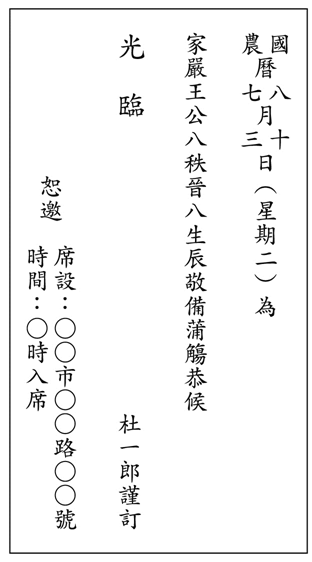 國農曆八七月十三日（星期二）為
家嚴王公八秩晉八生辰敬備蒲觴恭候
光臨　杜一郎謹訂
恕邀
席設：○○市○○路○○號
時間：○時入席